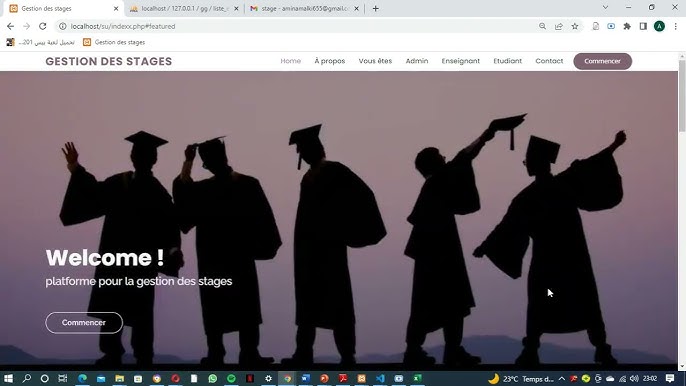 Gestion des stages
localhost / 127.0.0.1 / gg / liste_e
stage - aminamalki655@gmail.c
localhost/su/indexx.php#featured
تحميل لعبة بيس 201...
Gestion des stages
GESTION DES STAGES
Home
À propos
Vous êtes
Admin
Enseignant
Etudiant
Contact
Commencer
Welcome !
platforme pour la gestion des stages
Commencer
23°C Temps d...
23:02